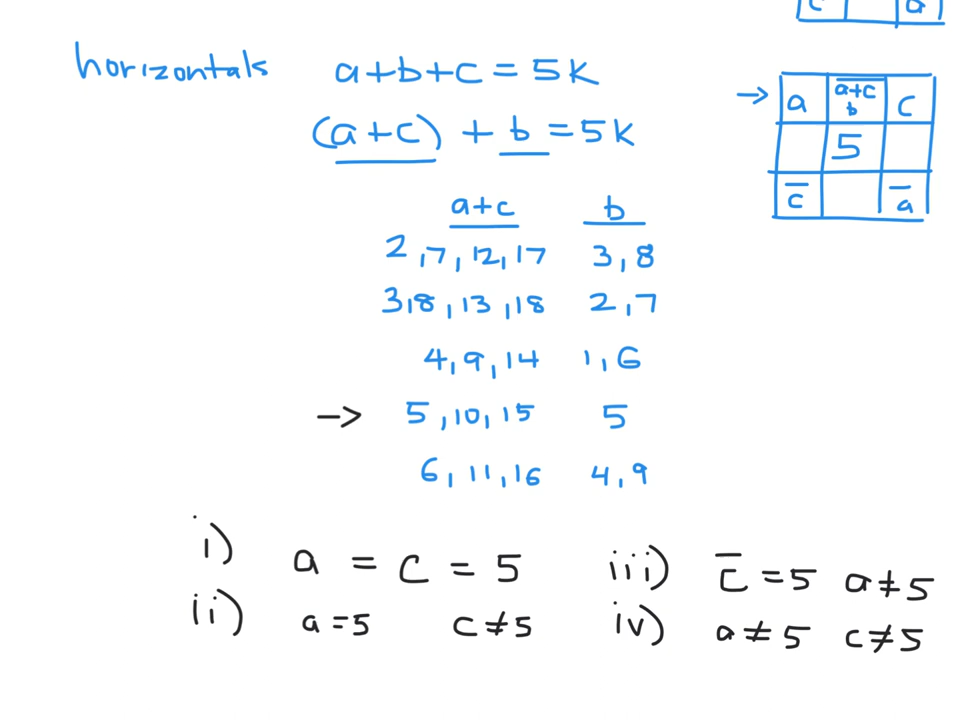 c a
horizontals a+b+c = 5K
(a+c) + b = 5K
→ a a̅+̅c̅ b c
5
c̅ a̅
a+c b
2,7,12,17 3,8
3,8,13,18 2,7
4,9,14 1,6
-> 5,10,15 5
6,11,16 4,9
i) a = c = 5 iii) c̅ = 5 a ≠ 5
ii) a = 5 c ≠ 5 iv) a ≠ 5 c ≠ 5